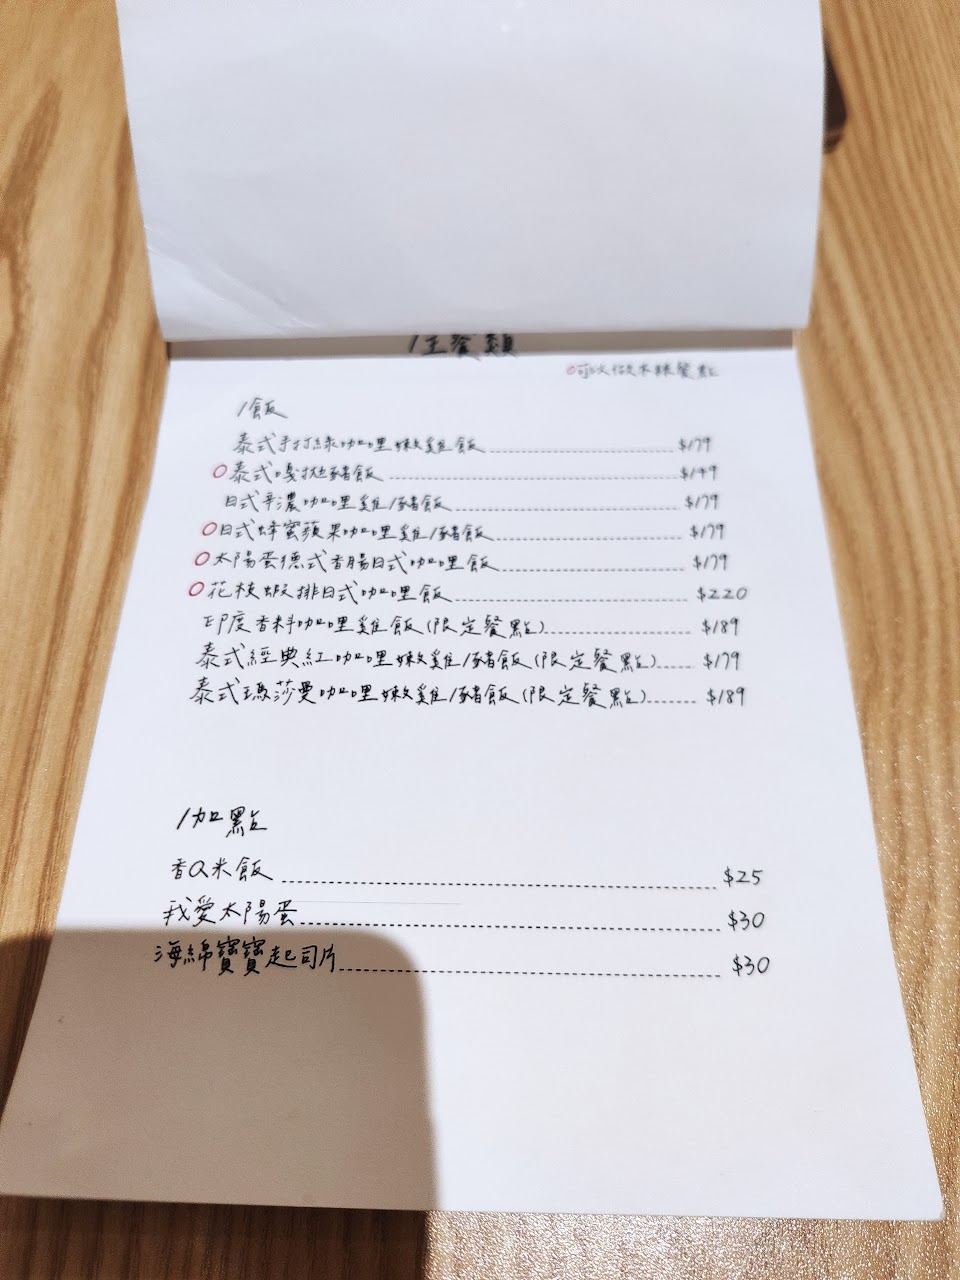 /主餐類
○可以做不辣餐點
/飯
泰式手打綠咖哩嫩雞飯 $179
○泰式嘎拋豬飯 $149
日式辛濃咖哩雞/豬飯 $179
○日式蜂蜜蘋果咖哩雞/豬飯 $179
○太陽蛋德式香腸日式咖哩飯 $179
○花枝蝦排日式咖哩飯 $220
印度香料咖哩雞飯(限定餐點) $189
泰式經典紅咖哩嫩雞/豬飯(限定餐點) $179
泰式瑪莎曼咖哩嫩雞/豬飯(限定餐點) $189
/加點
香Q米飯 $25
我愛太陽蛋 $30
海綿寶寶起司片 $30